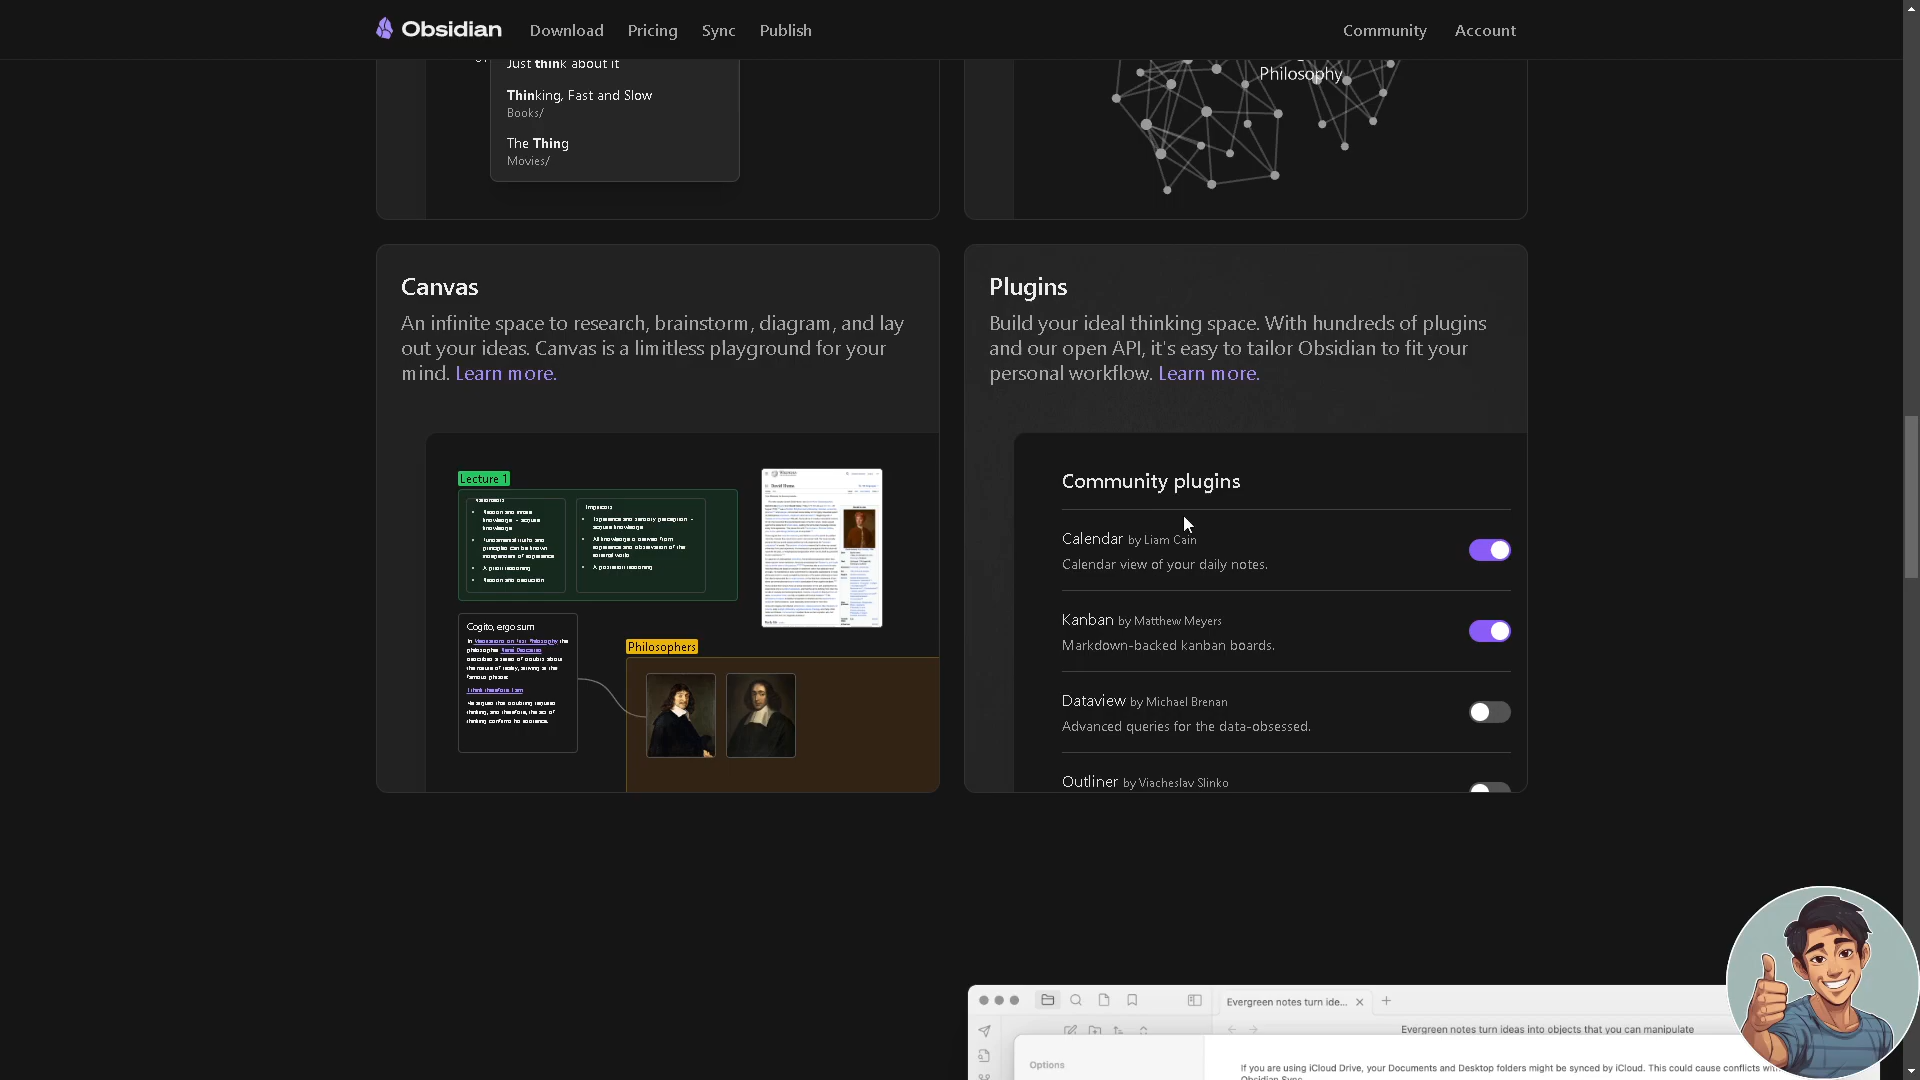 Obsidian
Download
Pricing
Sync
Publish
Community
Account
Just think about it
Thinking, Fast and Slow
Books/
The Thing
Movies/
Philosophy
Canvas
An infinite space to research, brainstorm, diagram, and lay
out your ideas. Canvas is a limitless playground for your
mind. Learn more.
Lecture 1
Cogito, ergo sum
Philosophers
Plugins
Build your ideal thinking space. With hundreds of plugins
and our open API, it's easy to tailor Obsidian to fit your
personal workflow. Learn more.
Community plugins
Calendar by Liam Cain
Calendar view of your daily notes.
Kanban by Matthew Meyers
Markdown-backed kanban boards.
Dataview by Michael Brenan
Advanced queries for the data-obsessed.
Outliner by Viacheslav Slinko
Evergreen notes turn ide...
Evergreen notes turn ideas into objects that you can manipulate
Options
If you are using iCloud Drive, your Documents and Desktop folders might be synced by iCloud. This could cause conflicts
Obsidian Sync